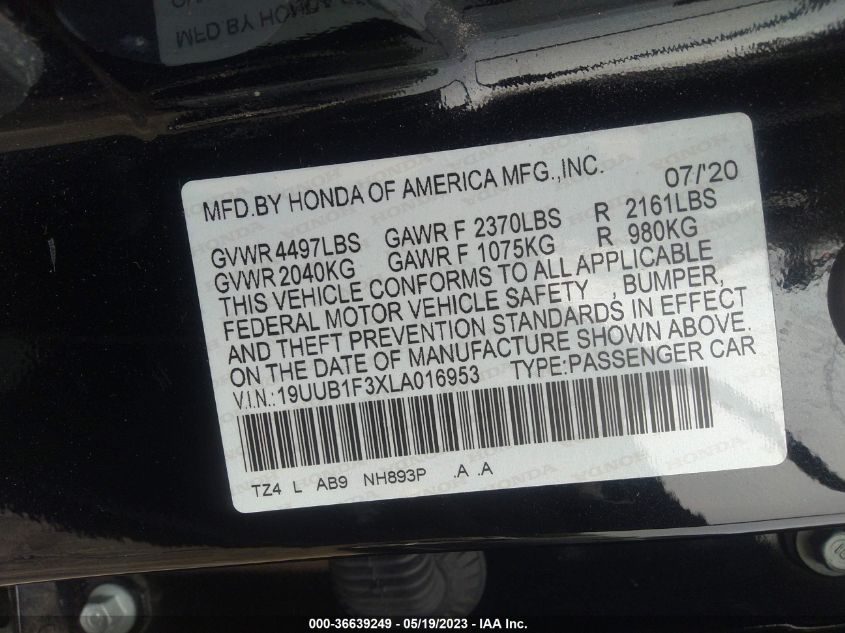 MFD.BY HONDA OF AMERICA MFG.,INC. 07/'20
GVWR 4497LBS GAWR F 2370LBS R 2161LBS
GVWR 2040KG GAWR F 1075KG R 980KG
THIS VEHICLE CONFORMS TO ALL APPLICABLE
FEDERAL MOTOR VEHICLE SAFETY , BUMPER,
AND THEFT PREVENTION STANDARDS IN EFFECT
ON THE DATE OF MANUFACTURE SHOWN ABOVE.
V.I.N.:19UUB1F3XLA016953 TYPE:PASSENGER CAR
TZ4 L AB9 NH893P .A .A
000-36639249 - 05/19/2023 - IAA Inc.